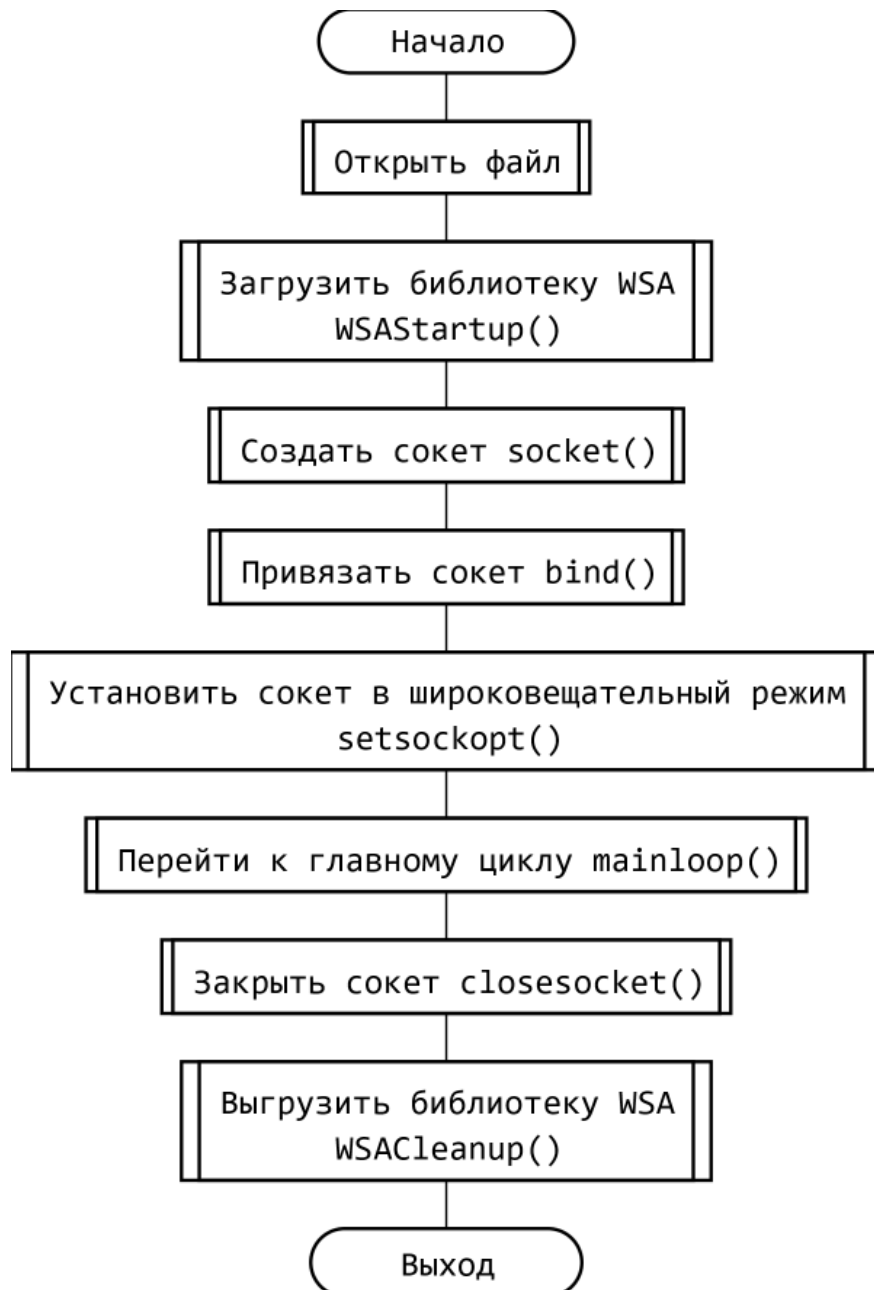 Начало
Открыть файл
Загрузить библиотеку WSA
WSAStartup()
Создать сокет socket()
Привязать сокет bind()
Установить сокет в широковещательный режим
setsockopt()
Перейти к главному циклу mainloop()
Закрыть сокет closesocket()
Выгрузить библиотеку WSA
WSACleanup()
Выход